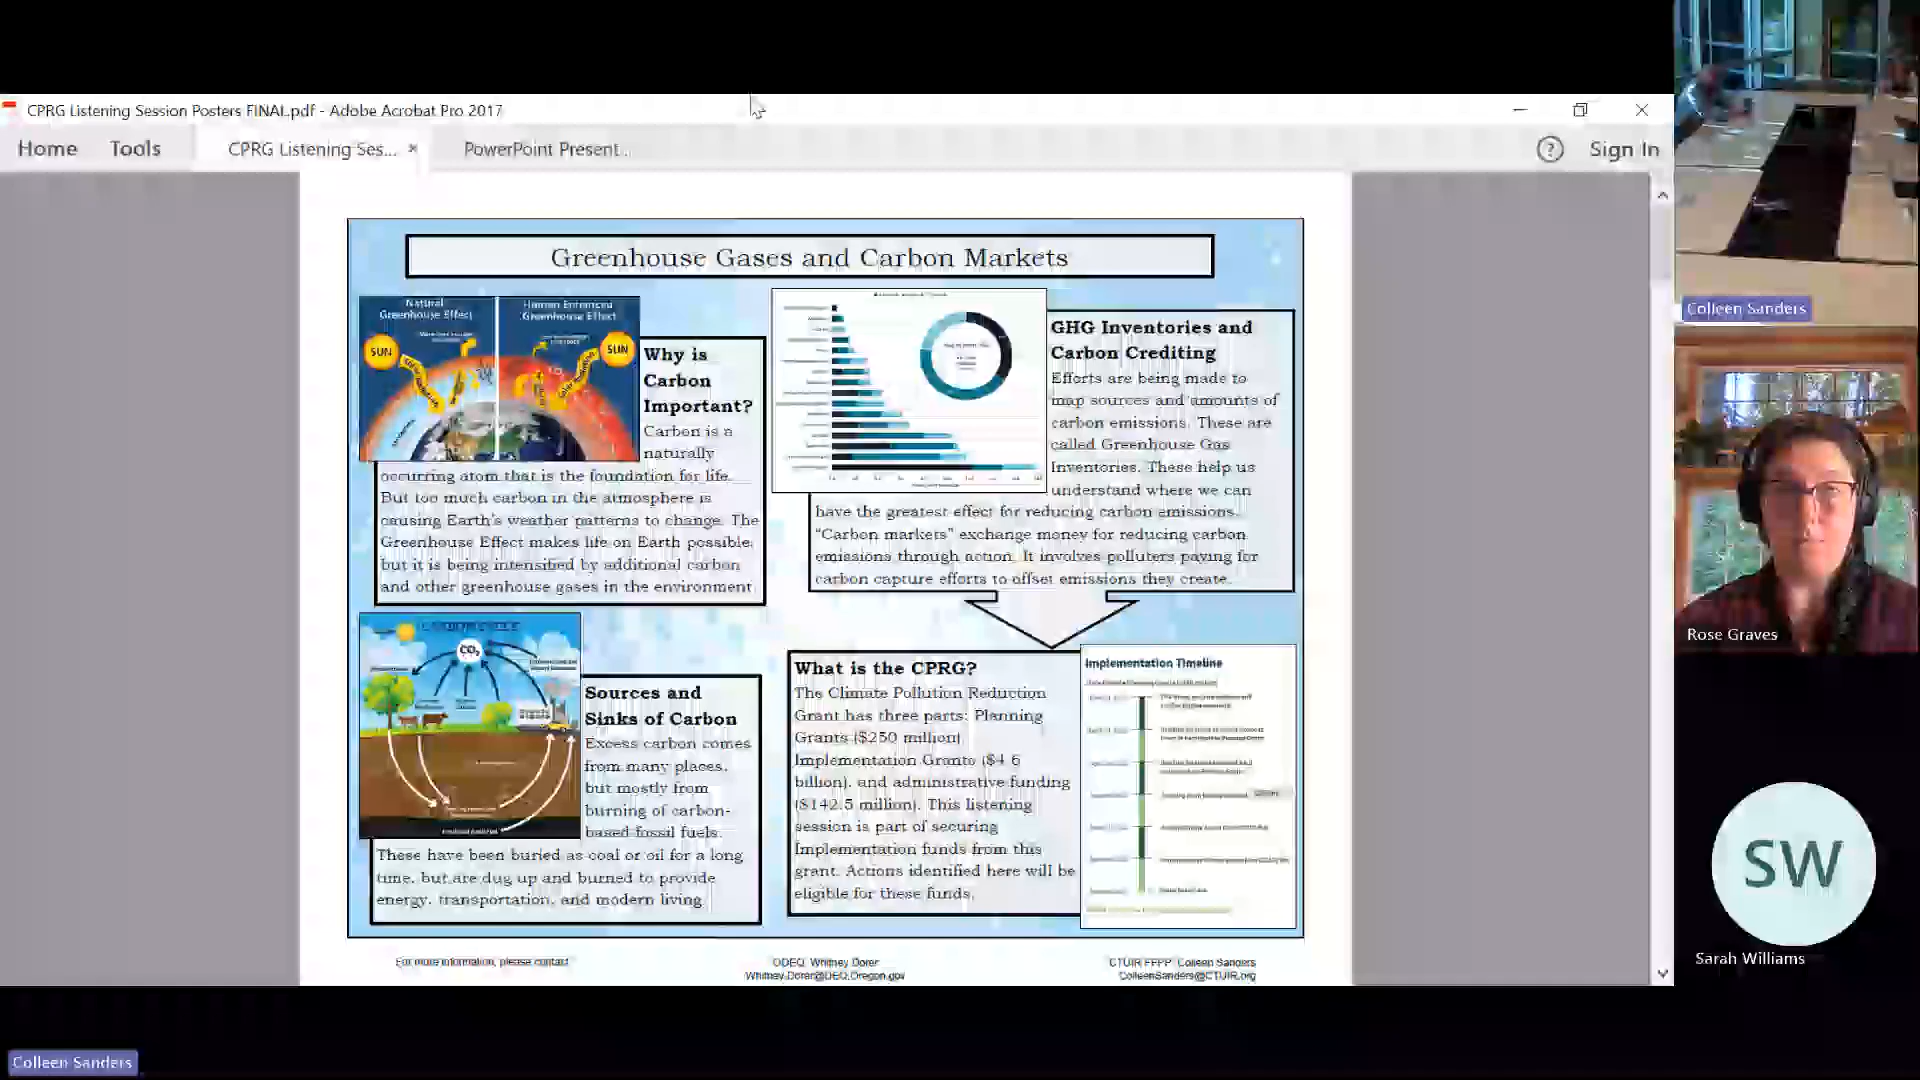 CPRG Listening Session Posters FINAL.pdf - Adobe Acrobat Pro 2017
Home
Tools
CPRG Listening Ses... ×
PowerPoint Present...
Sign In
Greenhouse Gases and Carbon Markets
Natural
Greenhouse Effect
Human Enhanced
Greenhouse Effect
SUN
SUN
Why is
Carbon
Important?
Carbon is a
naturally
occurring atom that is the foundation for life.
But too much carbon in the atmosphere is
causing Earth's weather patterns to change. The
Greenhouse Effect makes life on Earth possible,
but it is being intensified by additional carbon
and other greenhouse gases in the environment
GHG Inventories and
Carbon Crediting
Efforts are being made to
map sources and amounts of
carbon emissions. These are
called Greenhouse Gas
Inventories. These help us
understand where we can
have the greatest effect for reducing carbon emissions.
"Carbon markets" exchange money for reducing carbon
emissions through action. It involves polluters paying for
carbon capture efforts to offset emissions they create.
CO₂
Sources and
Sinks of Carbon
Excess carbon comes
from many places,
but mostly from
burning of carbon-
based fossil fuels.
These have been buried as coal or oil for a long
time, but are dug up and burned to provide
energy, transportation, and modern living
What is the CPRG?
The Climate Pollution Reduction
Grant has three parts: Planning
Grants ($250 million)
Implementation Grants ($4.6
billion), and administrative funding
($142.5 million). This listening
session is part of securing
Implementation funds from this
grant. Actions identified here will be
eligible for these funds.
Implementation Timeline
For more information, please contact
ODEQ: Whitney Dorer
Whitney.Dorer@DEQ.Oregon.gov
CTUIR FFPP: Colleen Sanders
ColleenSanders@CTUIR.org
Colleen Sanders
Rose Graves
SW
Sarah Williams
Colleen Sanders